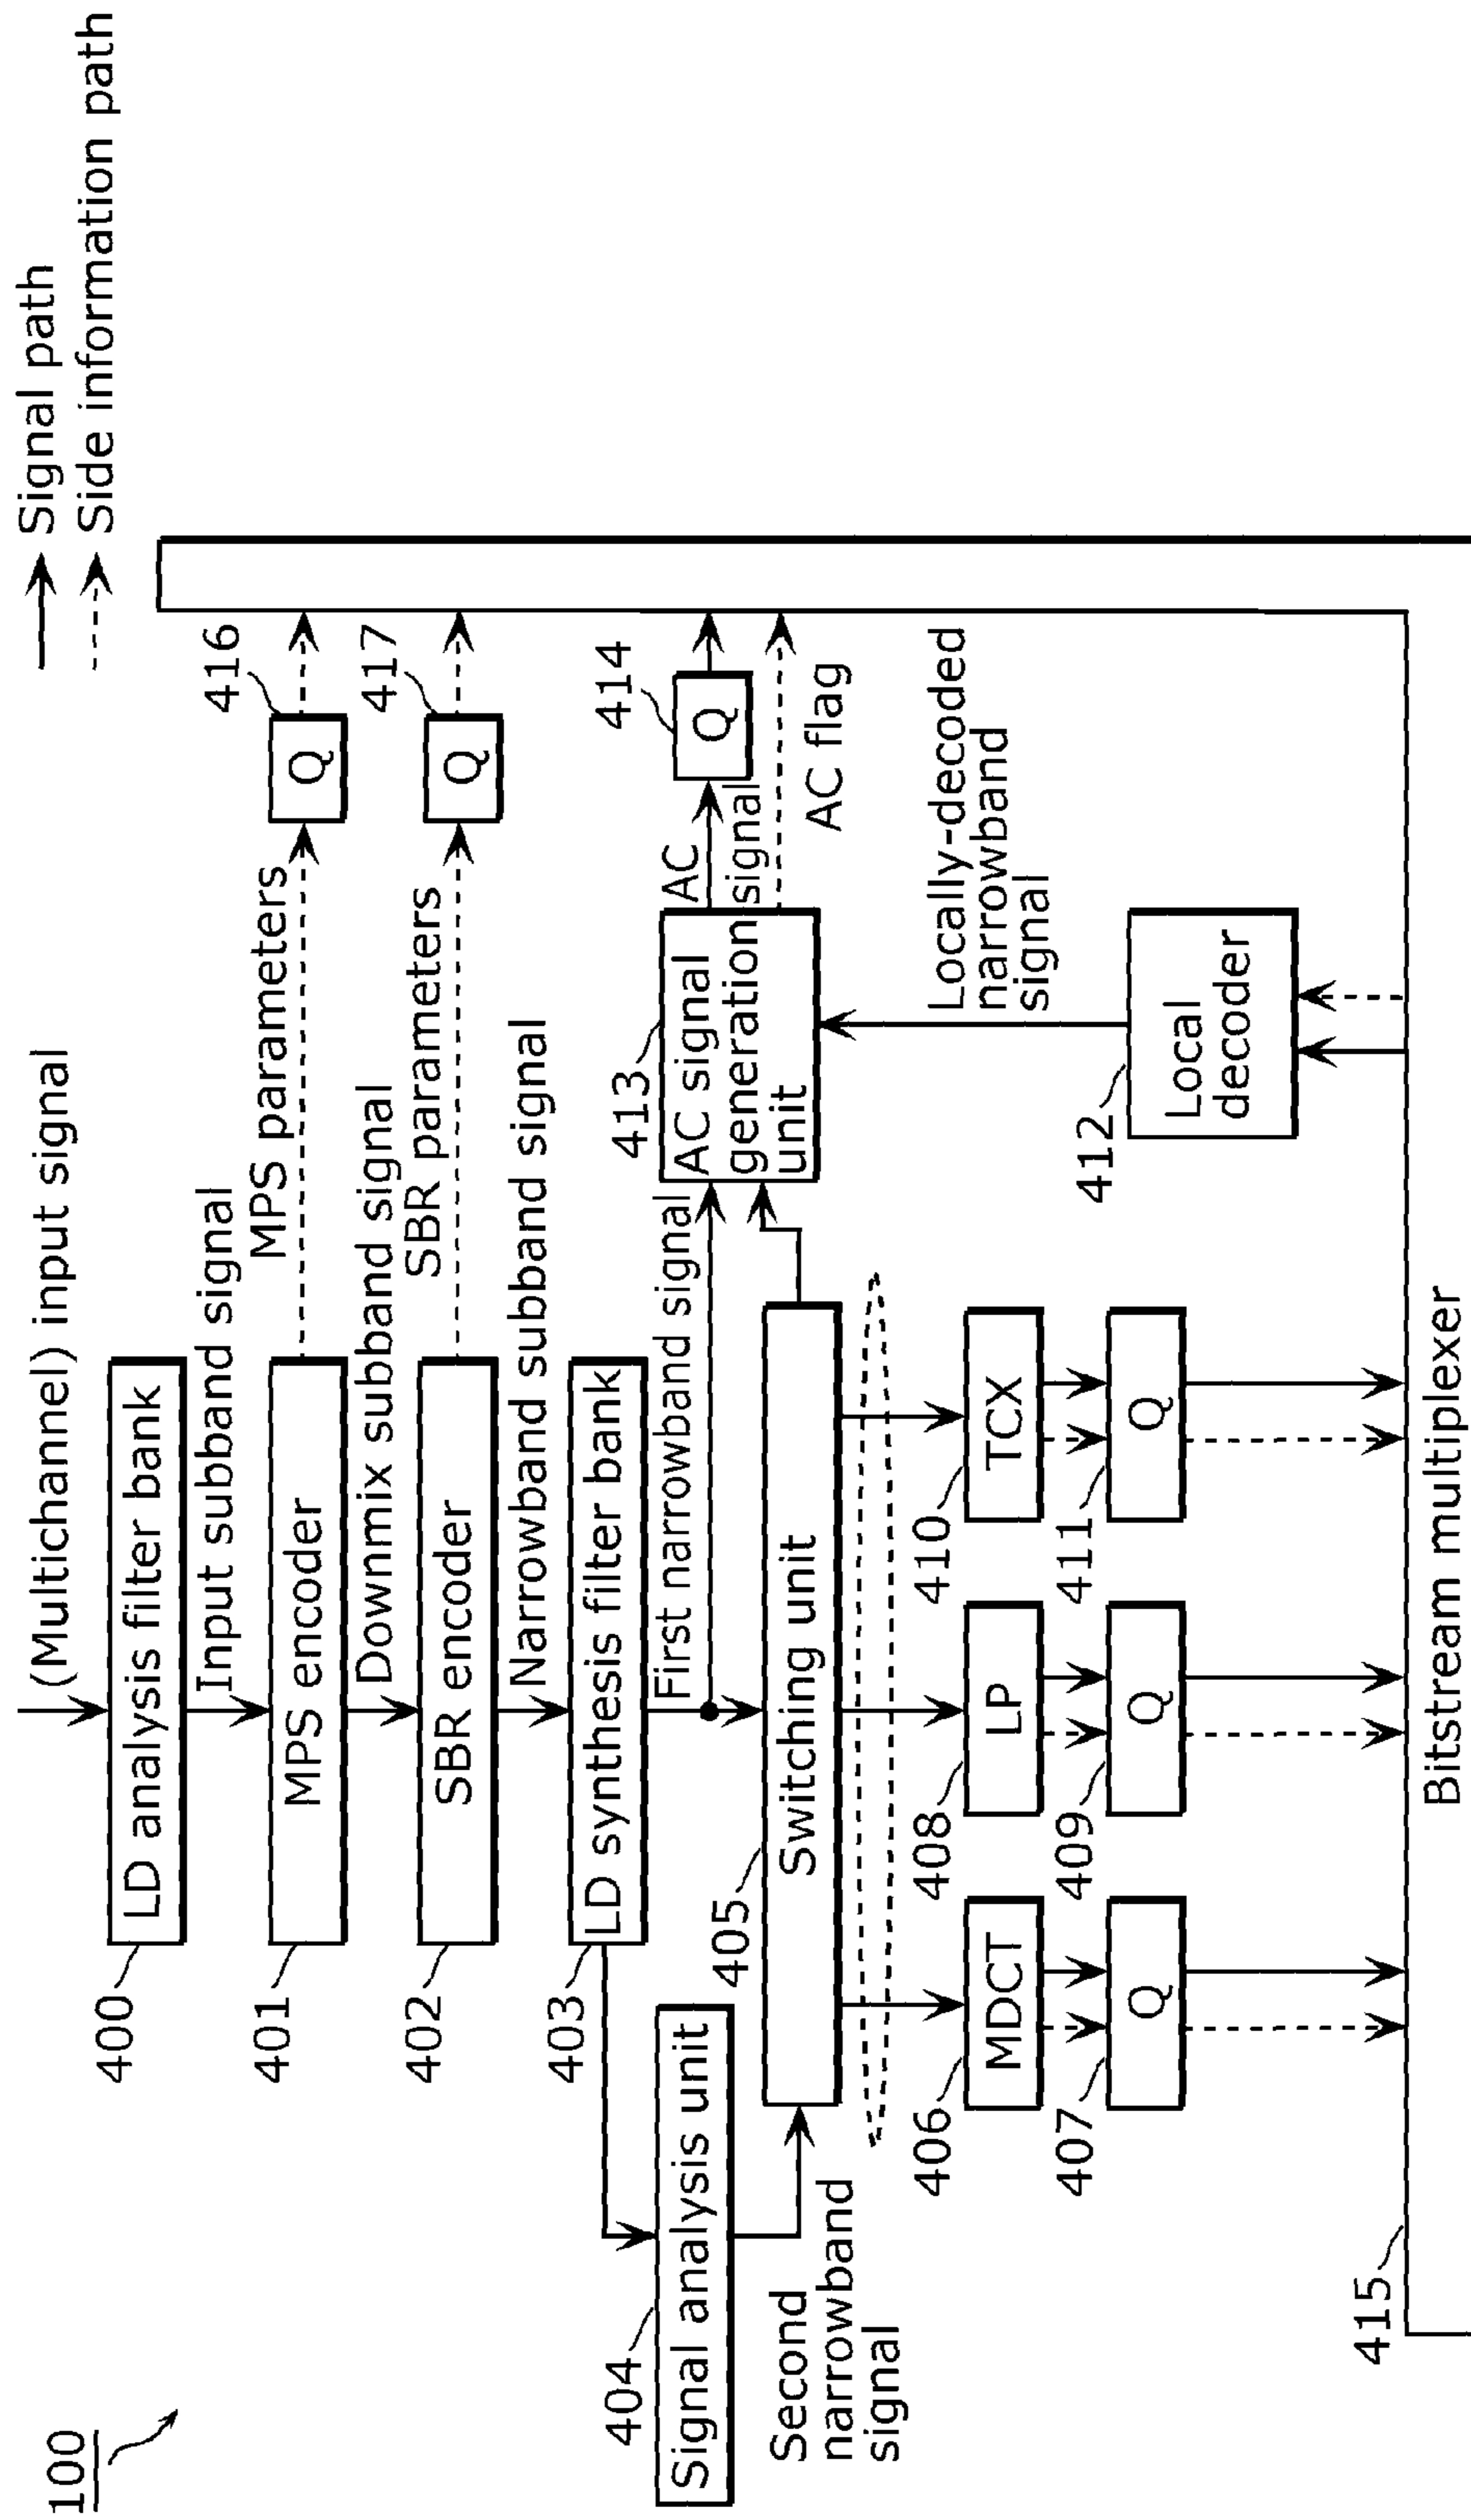 100
Signal path
Side information path
(Multichannel) input signal
400
LD analysis filter bank
Input subband signal
401
MPS encoder
MPS parameters
Q
416
Downmix subband signal
402
SBR encoder
SBR parameters
Q
417
Narrowband subband signal
403
LD synthesis filter bank
First narrowband signal
404
Signal analysis unit
Second
narrowband
signal
405
Switching unit
413
AC signal
generation
unit
AC
signal
414
Q
AC flag
Locally-decoded
narrowband
signal
406
MDCT
408
LP
410
TCX
407
Q
409
Q
411
Q
412
Local
decoder
415
Bitstream multiplexer